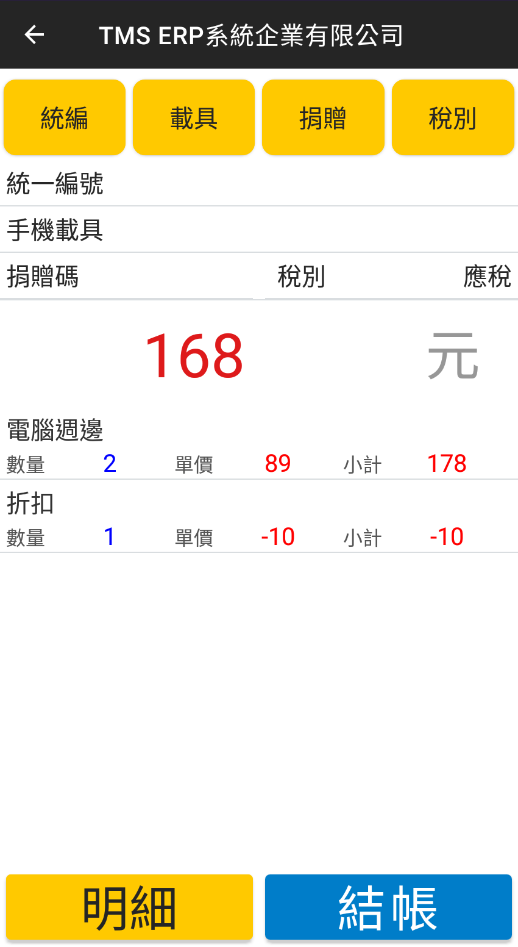 TMS ERP系統企業有限公司
統編 載具 捐贈 稅別
統一編號
手機載具
捐贈碼 稅別 應稅
168 元
電腦週邊
數量 2 單價 89 小計 178
折扣
數量 1 單價 -10 小計 -10
明細 結帳